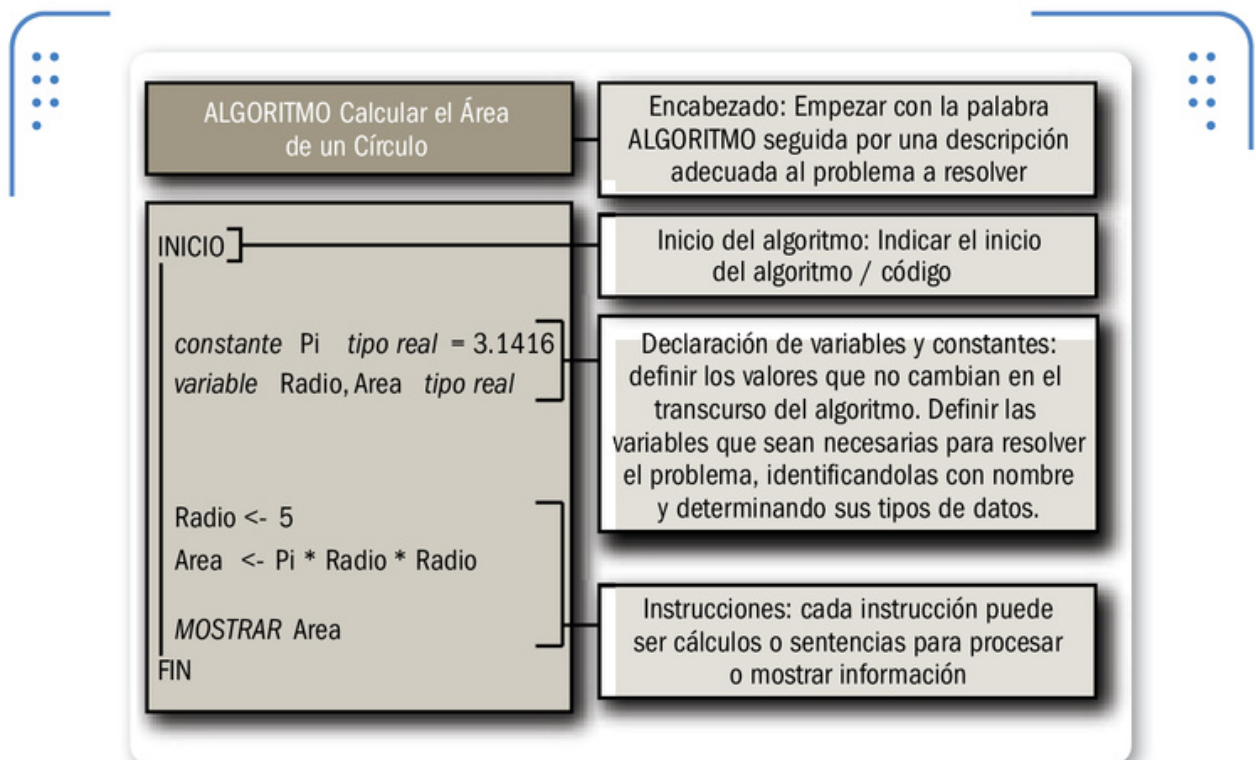 ALGORITMO Calcular el Área
de un Círculo
Encabezado: Empezar con la palabra
ALGORITMO seguida por una descripción
adecuada al problema a resolver
INICIO
Inicio del algoritmo: Indicar el inicio
del algoritmo / código
constante Pi tipo real = 3.1416
variable Radio, Area tipo real
Declaración de variables y constantes:
definir los valores que no cambian en el
transcurso del algoritmo. Definir las
variables que sean necesarias para resolver
el problema, identificandolas con nombre
y determinando sus tipos de datos.
Radio <- 5
Area <- Pi * Radio * Radio
MOSTRAR Area
FIN
Instrucciones: cada instrucción puede
ser cálculos o sentencias para procesar
o mostrar información